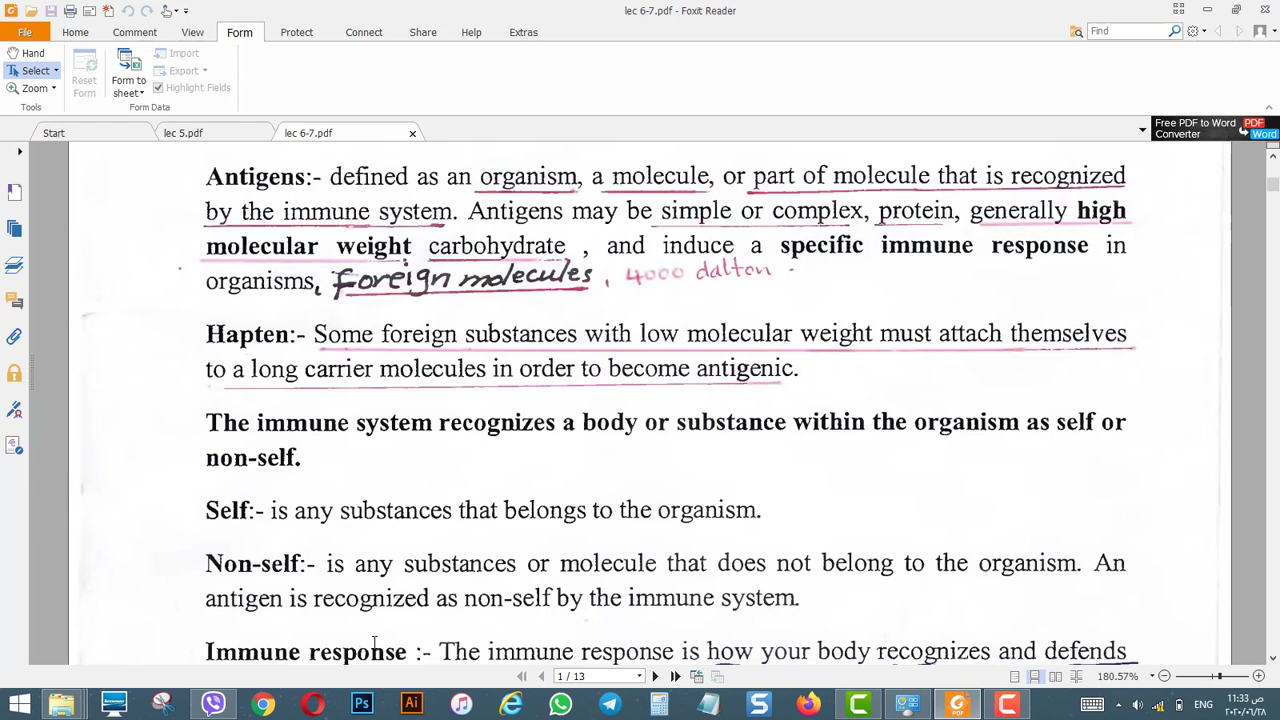 lec 6-7.pdf - Foxit Reader
File Home Comment View Form Protect Connect Share Help Extras
Find
Hand
Select
Zoom
Tools
Reset Form
Form to sheet
Import
Export
Highlight Fields
Form Data
Start lec 5.pdf lec 6-7.pdf
Free PDF to Word Converter PDF Word
Antigens:- defined as an organism, a molecule, or part of molecule that is recognized
by the immune system. Antigens may be simple or complex, protein, generally high
molecular weight carbohydrate , and induce a specific immune response in
organisms, foreign molecules, 4000 dalton
Hapten:- Some foreign substances with low molecular weight must attach themselves
to a long carrier molecules in order to become antigenic.
The immune system recognizes a body or substance within the organism as self or
non-self.
Self:- is any substances that belongs to the organism.
Non-self:- is any substances or molecule that does not belong to the organism. An
antigen is recognized as non-self by the immune system.
Immune response :- The immune response is how your body recognizes and defends
1 / 13
180.57%
Ps Ai S
ENG
11:33 ص
٢٠٢٠/٠٦/٢٨